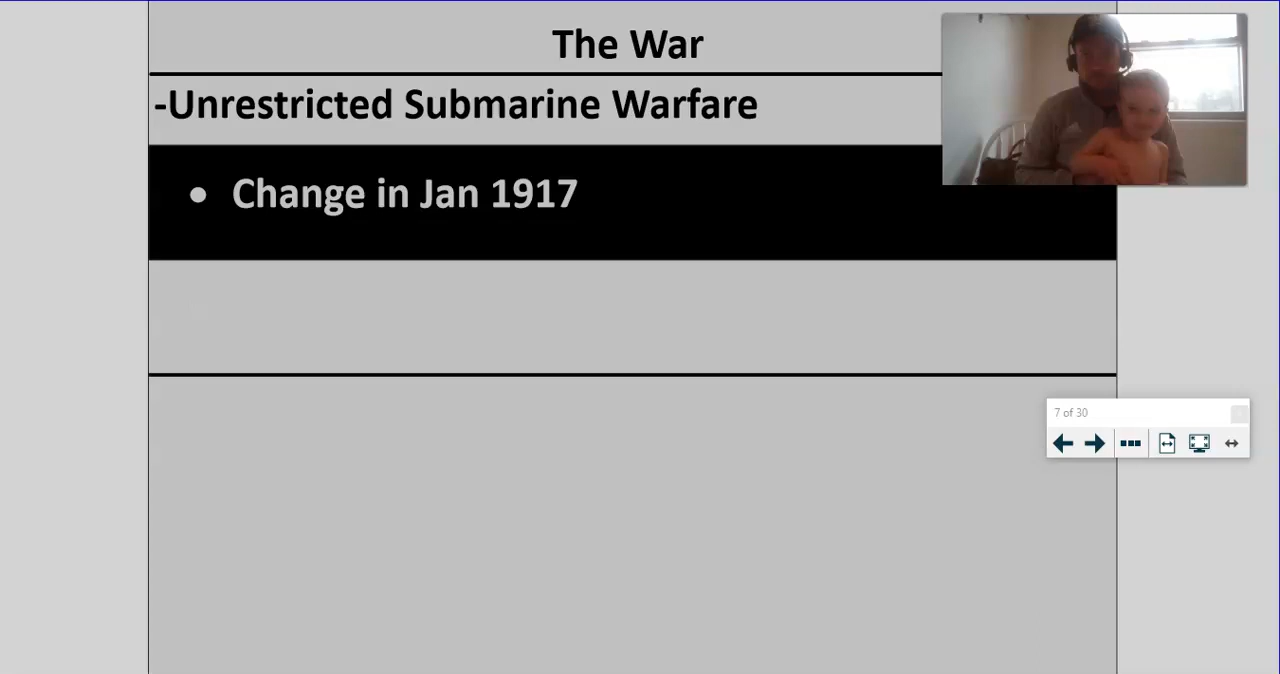 The War
-Unrestricted Submarine Warfare
• Change in Jan 1917
7 of 30